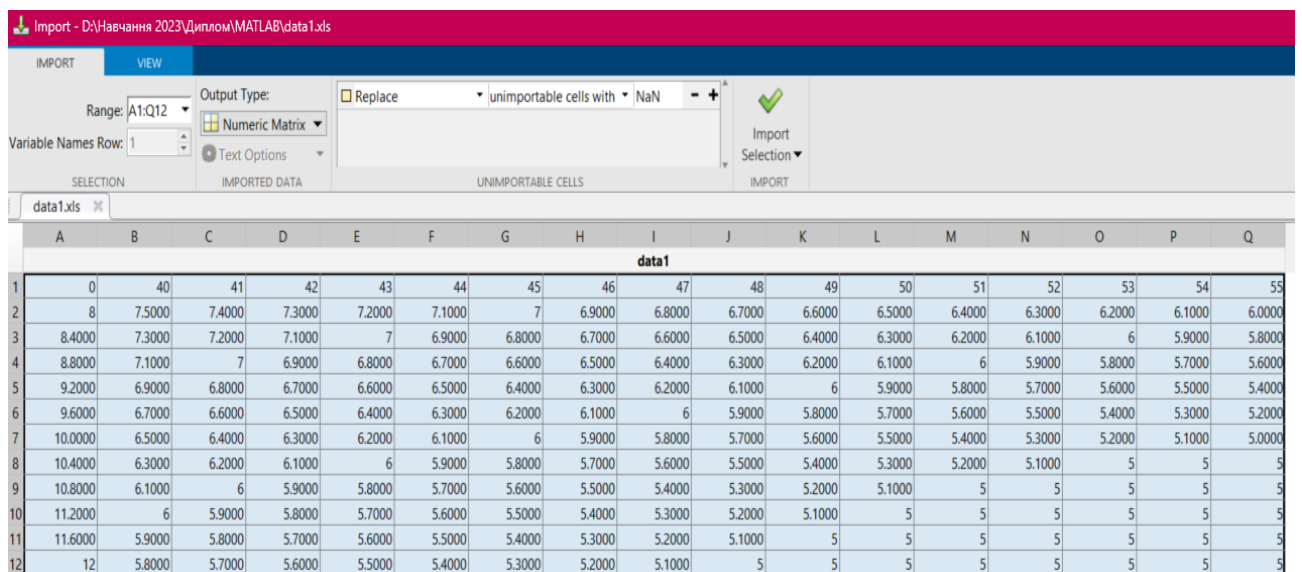 Import - D:\Навчання 2023\Диплом\MATLAB\data1.xls
IMPORT VIEW
Range: A1:Q12 Output Type: Replace unimportable cells with NaN - +
Variable Names Row: 1 Numeric Matrix Import
Text Options Selection
SELECTION IMPORTED DATA UNIMPORTABLE CELLS IMPORT
data1.xls
A B C D E F G H I J K L M N O P Q
data1
1 0 40 41 42 43 44 45 46 47 48 49 50 51 52 53 54 55
2 8 7.5000 7.4000 7.3000 7.2000 7.1000 7 6.9000 6.8000 6.7000 6.6000 6.5000 6.4000 6.3000 6.2000 6.1000 6.0000
3 8.4000 7.3000 7.2000 7.1000 7 6.9000 6.8000 6.7000 6.6000 6.5000 6.4000 6.3000 6.2000 6.1000 6 5.9000 5.8000
4 8.8000 7.1000 7 6.9000 6.8000 6.7000 6.6000 6.5000 6.4000 6.3000 6.2000 6.1000 6 5.9000 5.8000 5.7000 5.6000
5 9.2000 6.9000 6.8000 6.7000 6.6000 6.5000 6.4000 6.3000 6.2000 6.1000 6 5.9000 5.8000 5.7000 5.6000 5.5000 5.4000
6 9.6000 6.7000 6.6000 6.5000 6.4000 6.3000 6.2000 6.1000 6 5.9000 5.8000 5.7000 5.6000 5.5000 5.4000 5.3000 5.2000
7 10.0000 6.5000 6.4000 6.3000 6.2000 6.1000 6 5.9000 5.8000 5.7000 5.6000 5.5000 5.4000 5.3000 5.2000 5.1000 5.0000
8 10.4000 6.3000 6.2000 6.1000 6 5.9000 5.8000 5.7000 5.6000 5.5000 5.4000 5.3000 5.2000 5.1000 5 5 5
9 10.8000 6.1000 6 5.9000 5.8000 5.7000 5.6000 5.5000 5.4000 5.3000 5.2000 5.1000 5 5 5 5 5
10 11.2000 6 5.9000 5.8000 5.7000 5.6000 5.5000 5.4000 5.3000 5.2000 5.1000 5 5 5 5 5 5
11 11.6000 5.9000 5.8000 5.7000 5.6000 5.5000 5.4000 5.3000 5.2000 5.1000 5 5 5 5 5 5 5
12 12 5.8000 5.7000 5.6000 5.5000 5.4000 5.3000 5.2000 5.1000 5 5 5 5 5 5 5 5